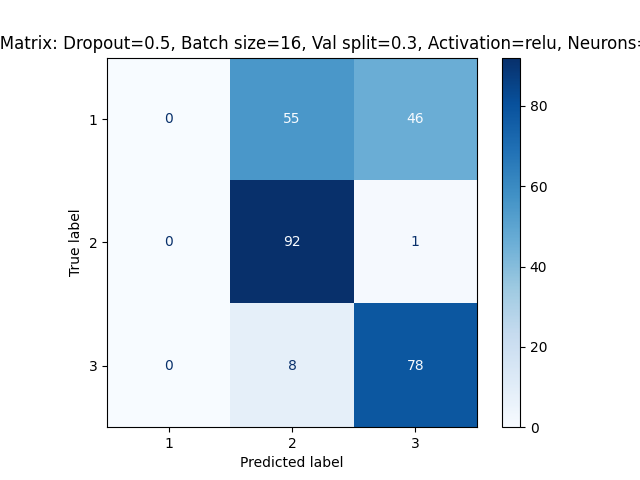 Matrix: Dropout=0.5, Batch size=16, Val split=0.3, Activation=relu, Neurons=
1 0 55 46
2 0 92 1
3 0 8 78
1 2 3
Predicted label
True label
80
60
40
20
0